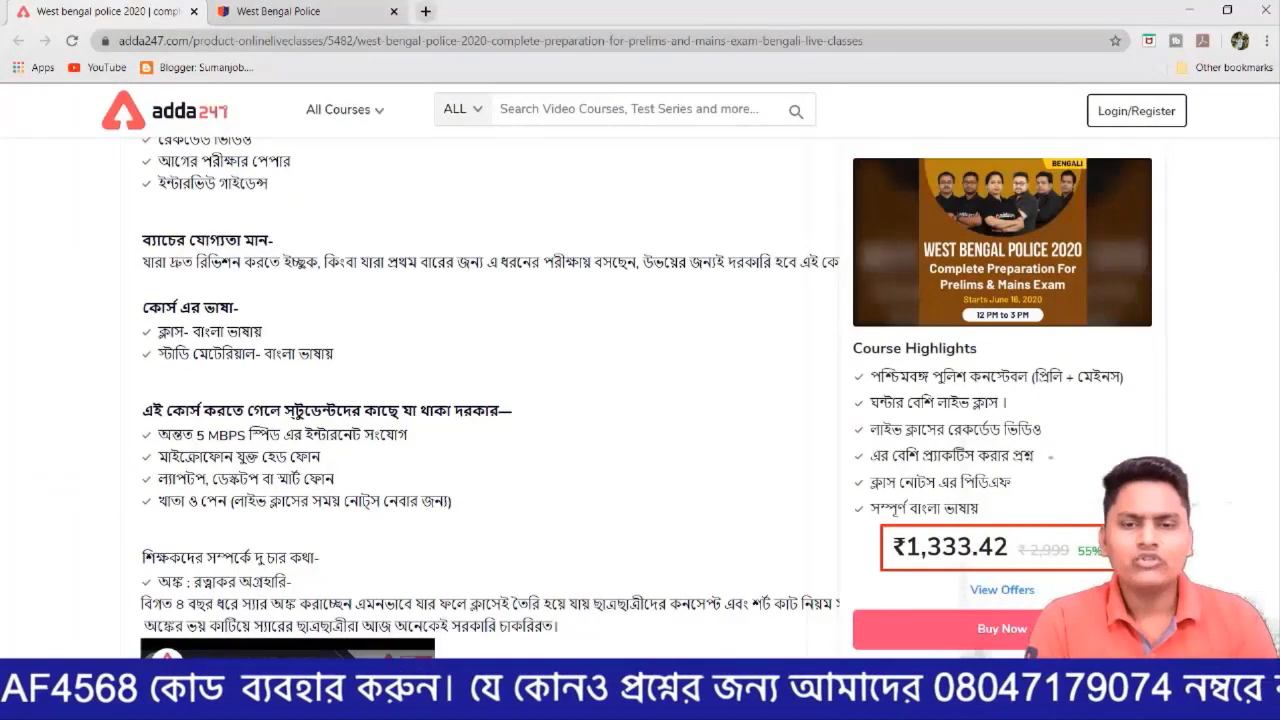 West bengal police 2020 | compl
West Bengal Police
adda247.com/product-onlineliveclasses/5482/west-bengal-police-2020-complete-preparation-for-prelims-and-mains-exam-bengali-live-classes
Apps
YouTube
Blogger: Sumanjob....
Other bookmarks
adda247
All Courses
ALL
Search Video Courses, Test Series and more...
Login/Register
রেকর্ডেড ভিডিও
আগের পরীক্ষার পেপার
ইন্টারভিউ গাইডেন্স
ব্যাচের যোগ্যতা মান-
যারা দ্রুত রিভিশন করতে ইচ্ছুক, কিংবা যারা প্রথম বারের জন্য এ ধরনের পরীক্ষায় বসছেন, উভয়ের জন্যই দরকারি হবে এই কো
কোর্স এর ভাষা-
ক্লাস- বাংলা ভাষায়
স্টাডি মেটেরিয়াল- বাংলা ভাষায়
এই কোর্স করতে গেলে স্টুডেন্টদের কাছে যা থাকা দরকার—
অন্তত 5 MBPS স্পিড এর ইন্টারনেট সংযোগ
মাইক্রোফোন যুক্ত হেড ফোন
ল্যাপটপ, ডেস্কটপ বা স্মার্ট ফোন
খাতা ও পেন (লাইভ ক্লাসের সময় নোট্স নেবার জন্য)
শিক্ষকদের সম্পর্কে দু চার কথা-
অঙ্ক : রত্নাকর অগ্রহারি-
বিগত ৪ বছর ধরে স্যার অঙ্ক করাচ্ছেন এমনভাবে যার ফলে ক্লাসেই তৈরি হয়ে যায় ছাত্রছাত্রীদের কনসেপ্ট এবং শর্ট কাট নিয়ম
অঙ্কের ভয় কাটিয়ে স্যারের ছাত্রছাত্রীরা আজ অনেকেই সরকারি চাকরিরত।
BENGALI
WEST BENGAL POLICE 2020
Complete Preparation For
Prelims & Mains Exam
Starts June 16, 2020
12 PM to 3 PM
Course Highlights
পশ্চিমবঙ্গ পুলিশ কনস্টেবল (প্রিলি + মেইনস)
ঘন্টার বেশি লাইভ ক্লাস ।
লাইভ ক্লাসের রেকর্ডেড ভিডিও
এর বেশি প্র্যাকটিস করার প্রশ্ন
ক্লাস নোটস এর পিডিএফ
সম্পূর্ণ বাংলা ভাষায়
₹1,333.42 ₹ 2,999 55%
View Offers
Buy Now
AF4568 কোড ব্যবহার করুন। যে কোনও প্রশ্নের জন্য আমাদের 08047179074 নম্বরে